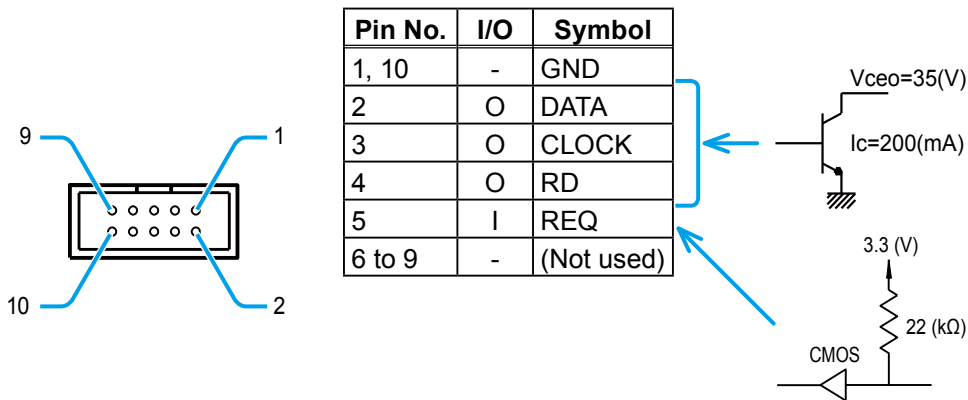 9
1
10
2
Pin No. I/O Symbol
1, 10 - GND
2 O DATA
3 O CLOCK
4 O RD
5 I REQ
6 to 9 - (Not used)
Vceo=35(V)
Ic=200(mA)
3.3 (V)
22 (kΩ)
CMOS